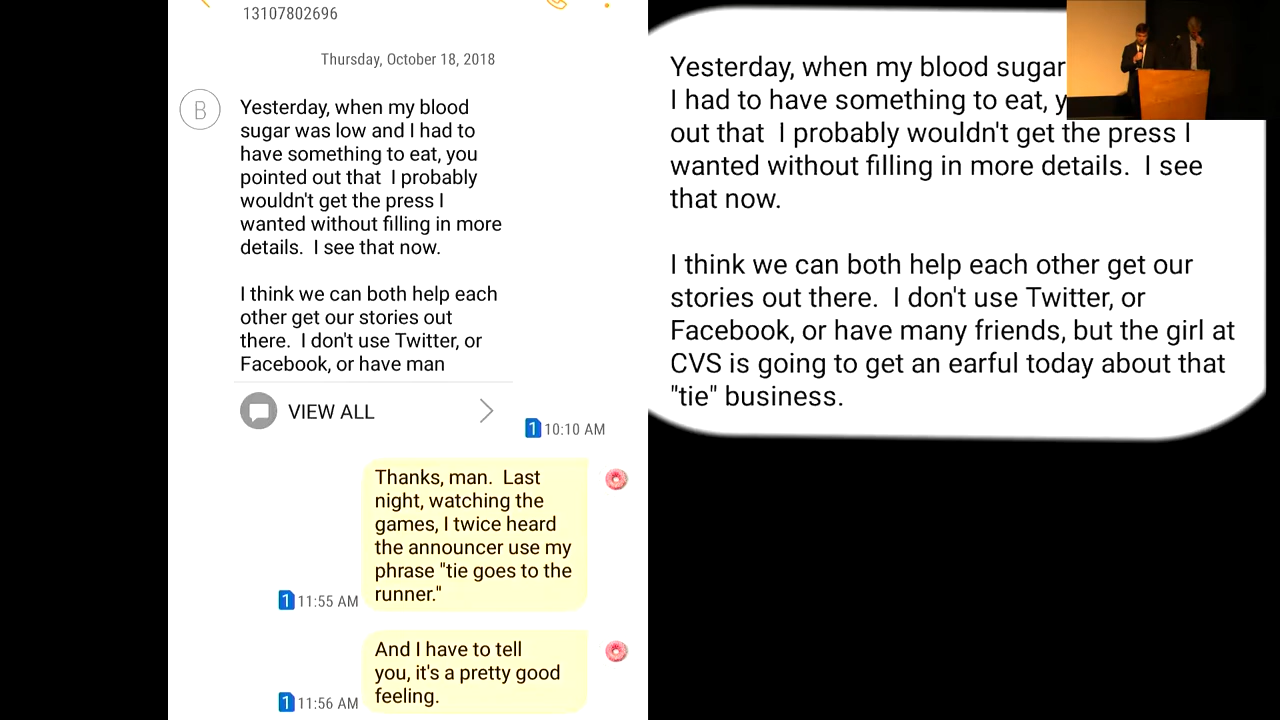 13107802696
Thursday, October 18, 2018
B
Yesterday, when my blood
sugar was low and I had to
have something to eat, you
pointed out that I probably
wouldn't get the press I
wanted without filling in more
details. I see that now.
I think we can both help each
other get our stories out
there. I don't use Twitter, or
Facebook, or have man
VIEW ALL
1 10:10 AM
Thanks, man. Last
night, watching the
games, I twice heard
the announcer use my
phrase "tie goes to the
runner."
1 11:55 AM
And I have to tell
you, it's a pretty good
feeling.
1 11:56 AM
Yesterday, when my blood sugar
I had to have something to eat, y
out that I probably wouldn't get the press I
wanted without filling in more details. I see
that now.
I think we can both help each other get our
stories out there. I don't use Twitter, or
Facebook, or have many friends, but the girl at
CVS is going to get an earful today about that
"tie" business.